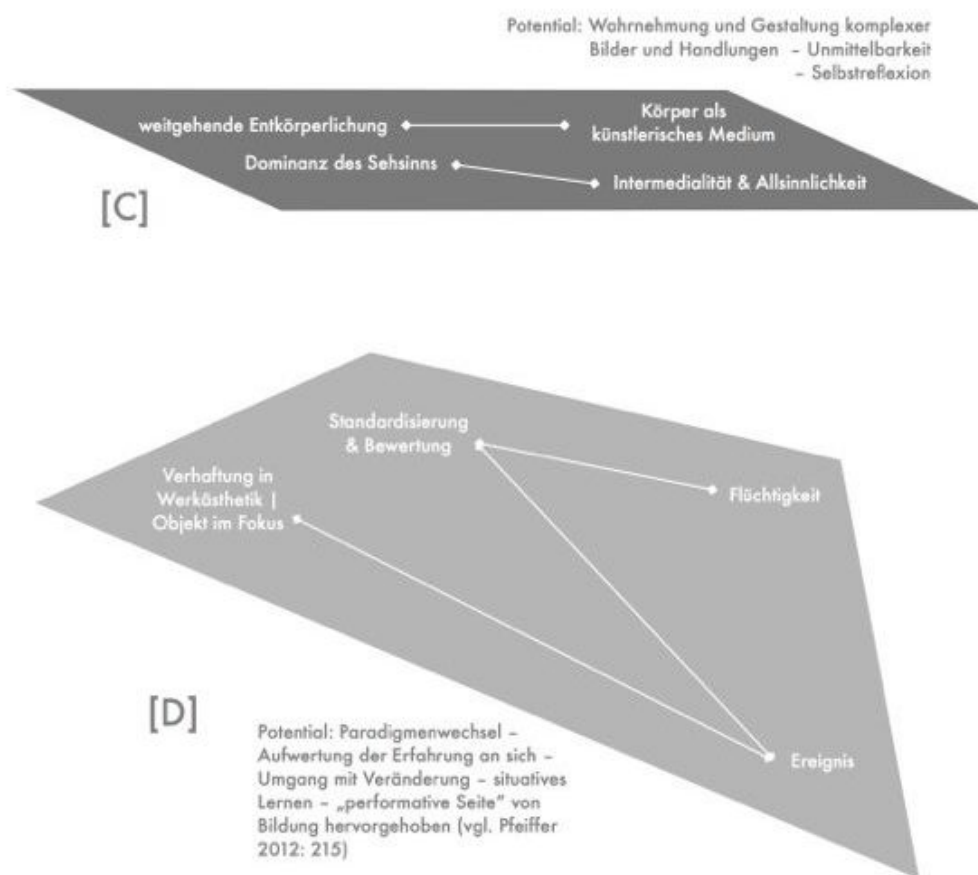 Potential: Wahrnehmung und Gestaltung komplexer
Bilder und Handlungen – Unmittelbarkeit
– Selbstreflexion
weitgehende Entkörperlichung
Körper als
künstlerisches Medium
Dominanz des Sehsinns
Intermedialität & Allsinnlichkeit
[C]
Standardisierung
& Bewertung
Verhaftung in
Werkästhetik |
Objekt im Fokus
Flüchtigkeit
Ereignis
[D]
Potential: Paradigmenwechsel –
Aufwertung der Erfahrung an sich –
Umgang mit Veränderung – situatives
Lernen – „performative Seite“ von
Bildung hervorgehoben (vgl. Pfeiffer
2012: 215)